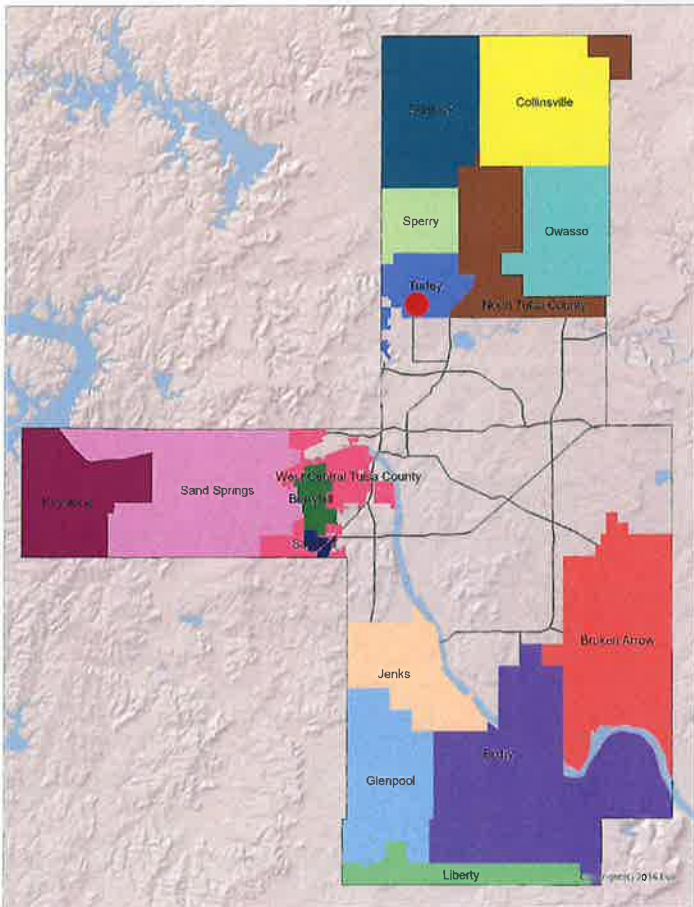 Collinsville
Sperry
Owasso
Turley
North Tulsa County
West Central Tulsa County
Sand Springs
Broken Arrow
Jenks
Bixby
Glenpool
Liberty